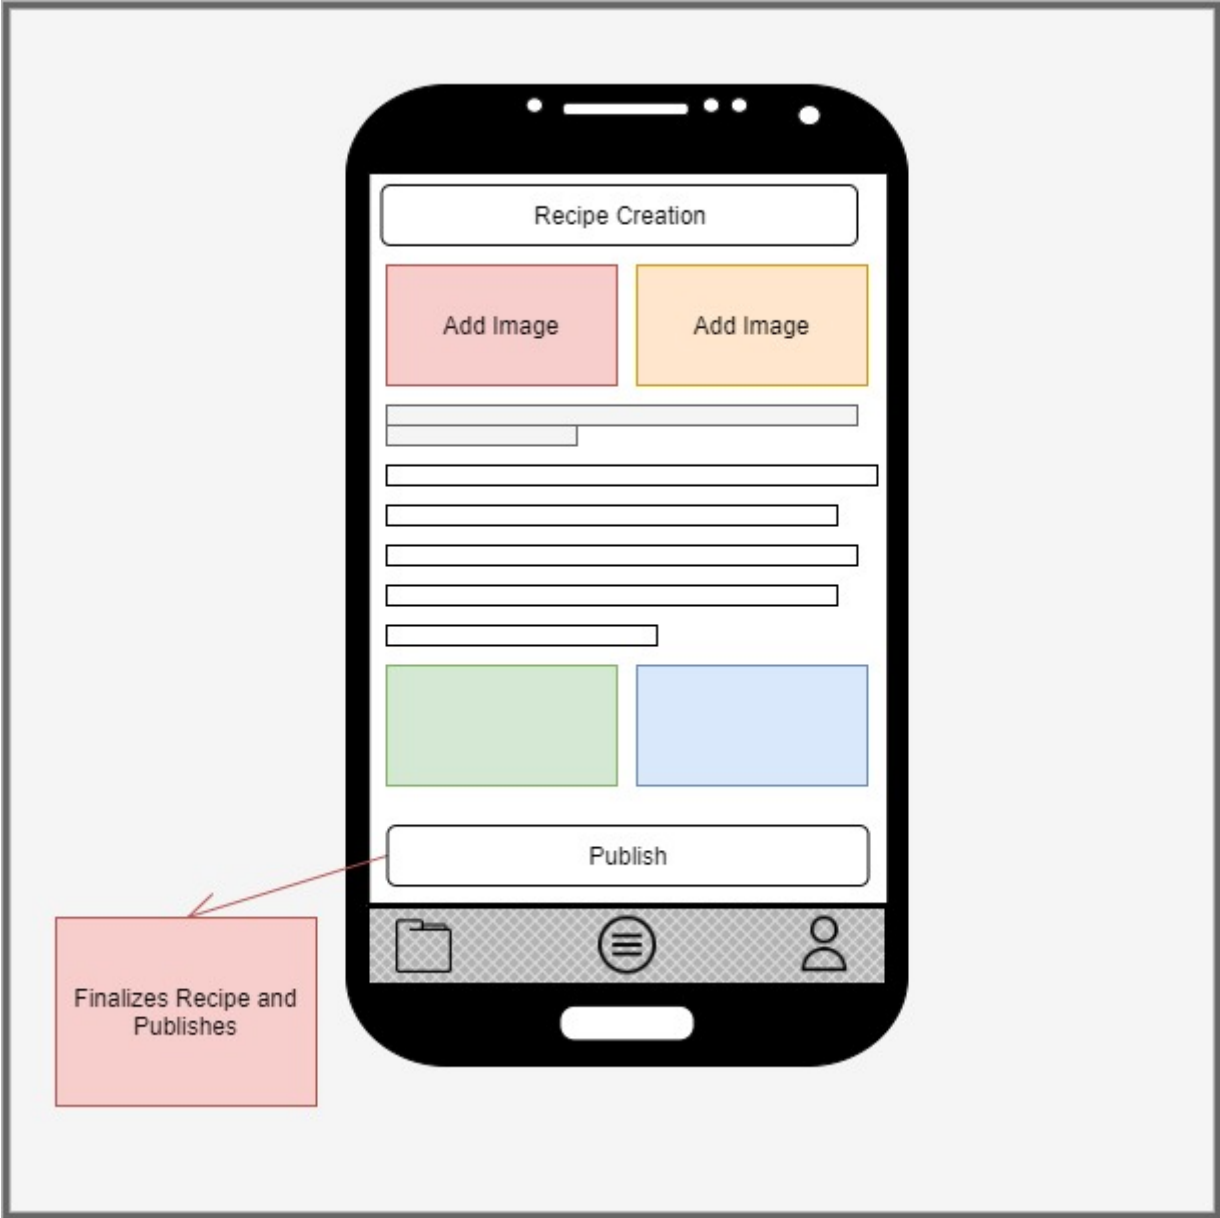 Recipe Creation
Add Image
Add Image
Publish
Finalizes Recipe and
Publishes